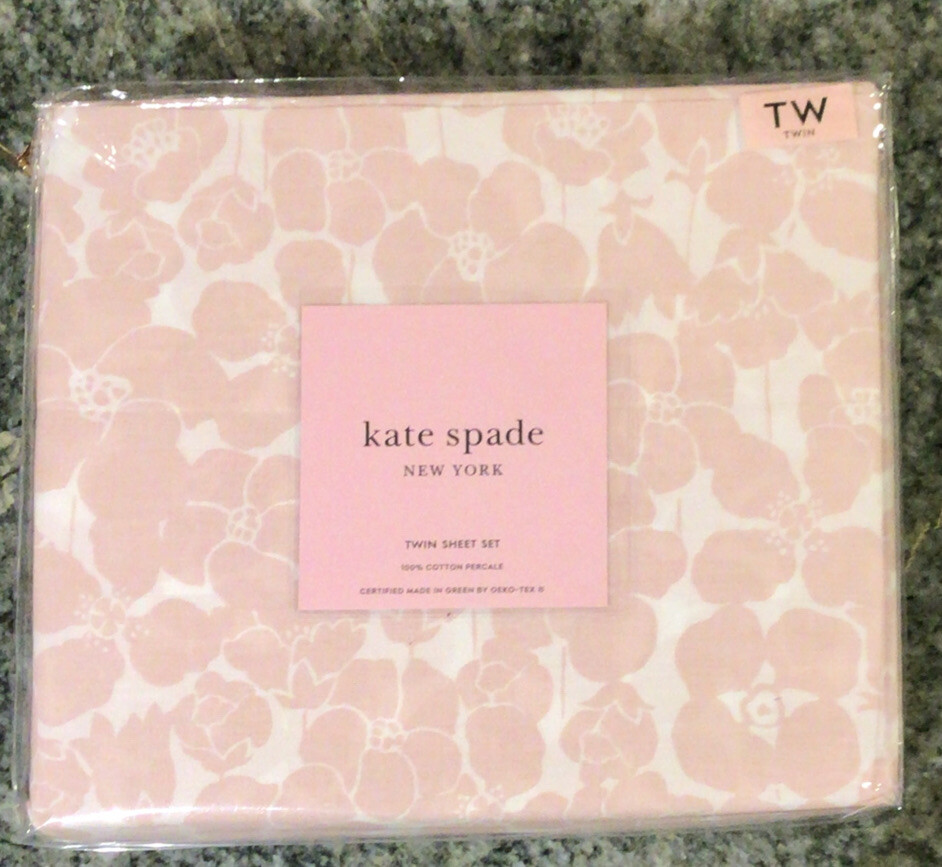 TW
TWIN
kate spade
NEW YORK
TWIN SHEET SET
100% COTTON PERCALE
CERTIFIED MADE IN GREEN BY OEKO-TEX ®